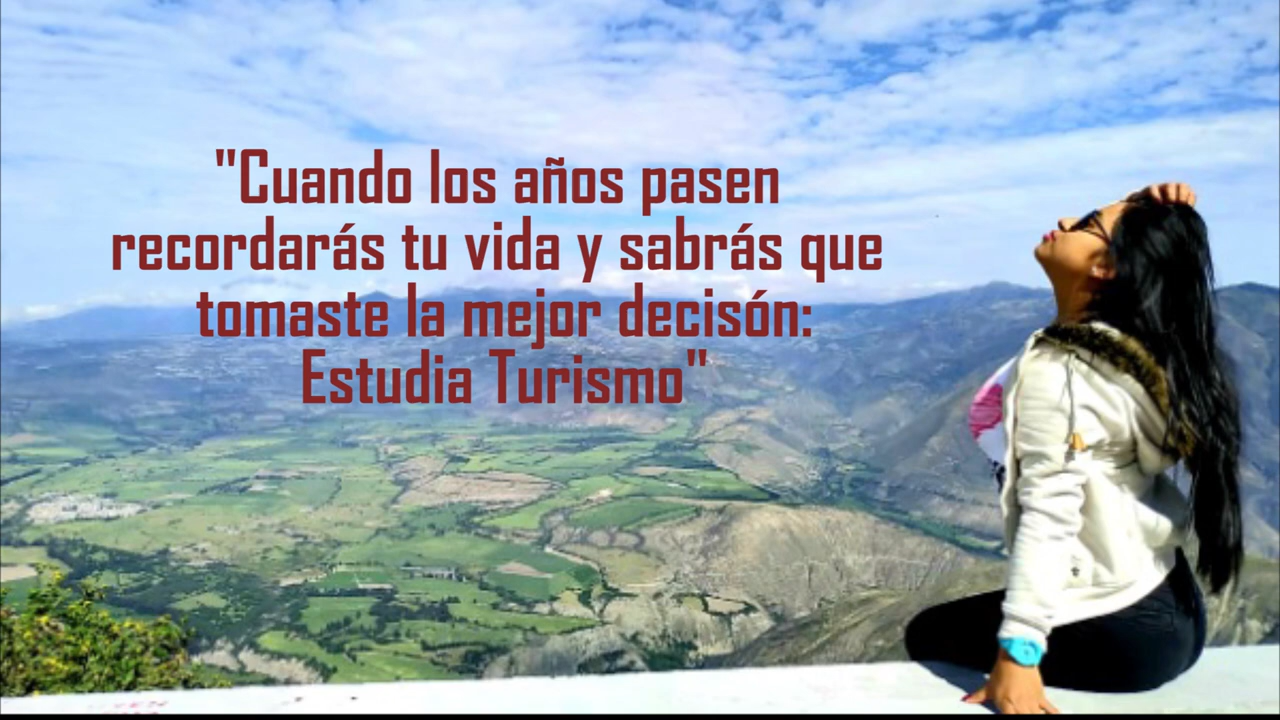 "Cuando los años pasen
recordarás tu vida y sabrás que
tomaste la mejor decisón:
Estudia Turismo"